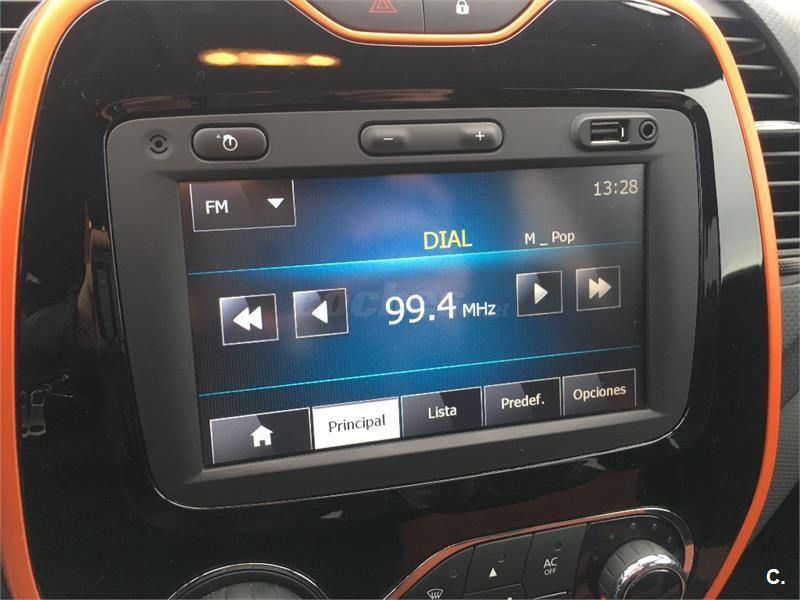 FM
13:28
DIAL
M _ Pop
99.4 MHz
Principal
Lista
Predef.
Opciones
AC
OFF
C.